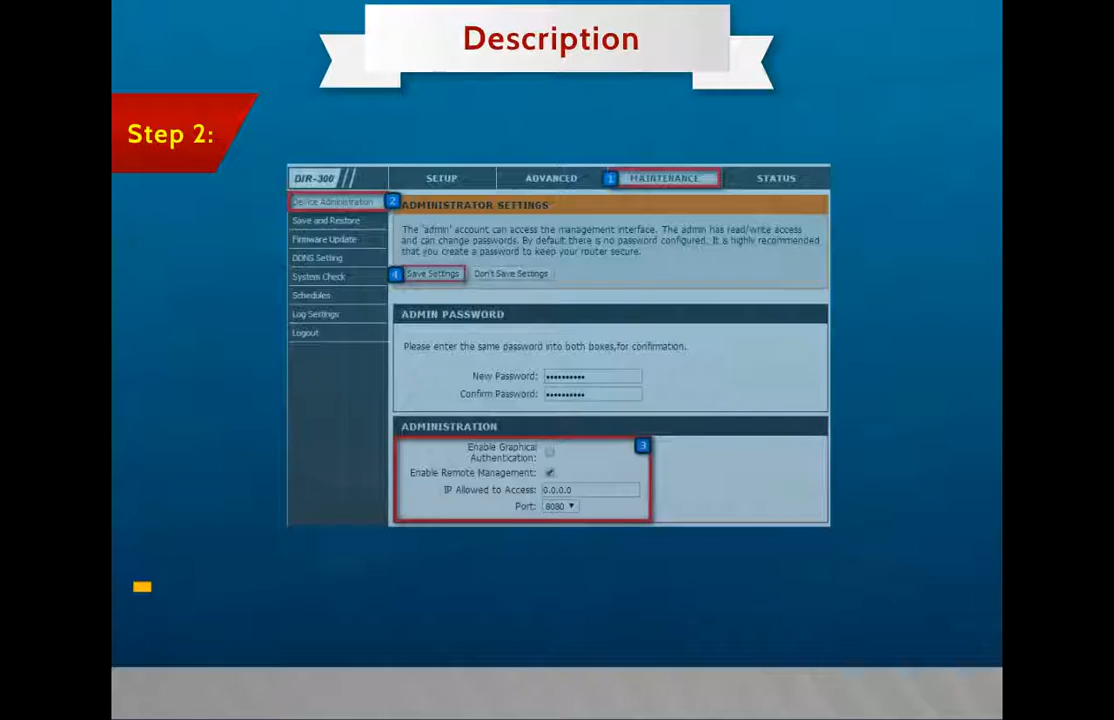 Description
Step 2:
DIR-300
SETUP
ADVANCED
1 MAINTENANCE
STATUS
Device Administration 2
Save and Restore
Firmware Update
DDNS Setting
System Check
Schedules
Log Settings
Logout
ADMINISTRATOR SETTINGS
The 'admin' account can access the management interface. The admin has read/write access
and can change passwords. By default there is no password configured. It is highly recommended
that you create a password to keep your router secure.
4 Save Settings Don't Save Settings
ADMIN PASSWORD
Please enter the same password into both boxes,for confirmation.
New Password: ••••••••••
Confirm Password: ••••••••••
ADMINISTRATION
3
Enable Graphical
Authentication:
Enable Remote Management:
IP Allowed to Access: 0.0.0.0
Port: 8080